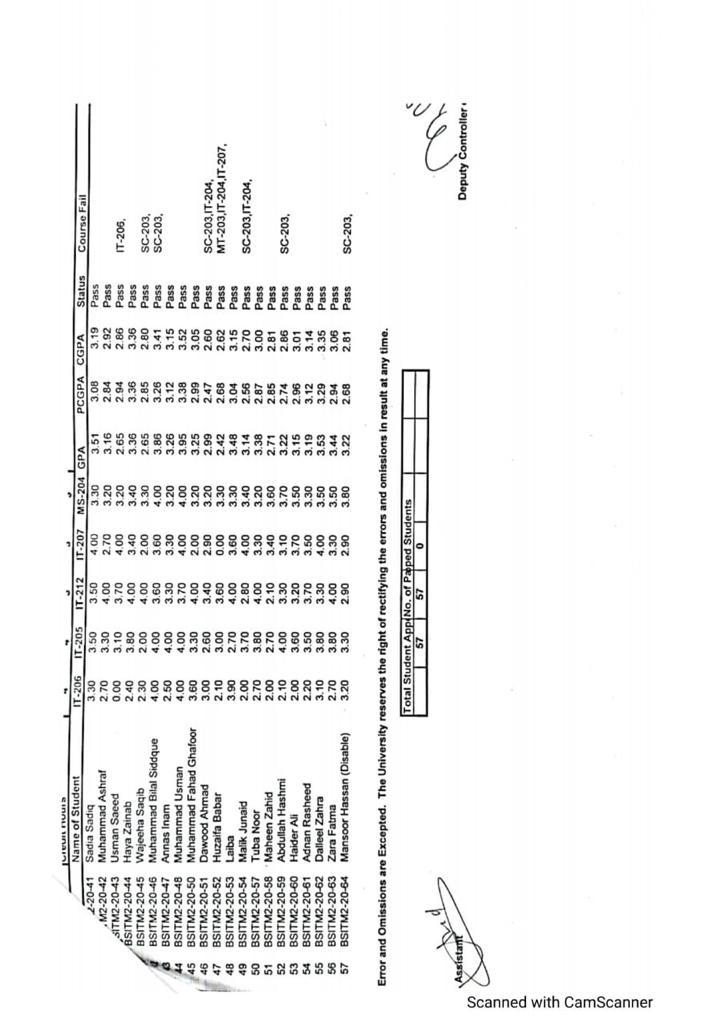 Credit Hours
Name of Student IT-206 IT-205 IT-212 IT-207 MS-204 GPA PCGPA CGPA Status Course Fail
2-20-41 Sadia Sadiq 3.30 3.50 3.50 4.00 3.30 3.51 3.08 3.19 Pass
M2-20-42 Muhammad Ashraf 2.70 3.30 4.00 2.70 3.20 3.16 2.84 2.92 Pass
SITM2-20-43 Usman Saeed 0.00 3.10 3.70 4.00 3.20 2.65 2.94 2.86 Pass IT-206,
BSITM2-20-44 Haya Zainab 2.40 3.80 4.00 3.40 3.40 3.36 3.36 3.36 Pass
BSITM2-20-45 Wajeeha Saqib 2.30 2.00 4.00 2.00 3.30 2.65 2.85 2.80 Pass SC-203,
BSITM2-20-46 Muhammad Bilal Siddque 4.00 4.00 3.60 3.60 4.00 3.86 3.26 3.41 Pass SC-203,
3 BSITM2-20-47 Annas Inam 2.50 4.00 3.30 3.30 3.20 3.26 3.12 3.15 Pass
44 BSITM2-20-48 Muhammad Usman 4.00 4.00 3.70 4.00 4.00 3.95 3.38 3.52 Pass
45 BSITM2-20-50 Muhammad Fahad Ghafoor 3.60 3.30 4.00 2.00 3.20 3.25 2.99 3.05 Pass
46 BSITM2-20-51 Dawood Ahmad 3.00 2.60 3.40 2.90 3.20 2.99 2.47 2.60 Pass SC-203,IT-204,
47 BSITM2-20-52 Huzaifa Babar 2.10 3.00 3.60 0.00 3.30 2.42 2.68 2.62 Pass MT-203,IT-204,IT-207,
48 BSITM2-20-53 Laiba 3.90 2.70 4.00 3.60 3.30 3.48 3.04 3.15 Pass
49 BSITM2-20-54 Malik Junaid 2.00 3.70 2.80 4.00 3.40 3.14 2.56 2.70 Pass SC-203,IT-204,
50 BSITM2-20-57 Tuba Noor 2.70 3.80 4.00 3.30 3.20 3.38 2.87 3.00 Pass
51 BSITM2-20-58 Maheen Zahid 2.00 2.70 2.10 3.40 3.60 2.71 2.85 2.81 Pass
52 BSITM2-20-59 Abdullah Hashmi 2.10 4.00 3.30 3.10 3.70 3.22 2.74 2.86 Pass SC-203,
53 BSITM2-20-60 Haider Ali 2.00 3.60 3.20 3.70 3.50 3.15 2.96 3.01 Pass
54 BSITM2-20-61 Adnan Rasheed 2.20 3.50 3.70 3.50 3.30 3.19 3.12 3.14 Pass
55 BSITM2-20-62 Dalleel Zahra 3.10 3.80 3.30 4.00 3.50 3.53 3.29 3.35 Pass
56 BSITM2-20-63 Zara Fatma 2.70 3.80 4.00 3.30 3.50 3.44 2.94 3.06 Pass
57 BSITM2-20-64 Mansoor Hassan (Disable) 3.20 3.30 2.90 2.90 3.80 3.22 2.68 2.81 Pass SC-203,
Error and Omissions are Excepted. The University reserves the right of rectifying the errors and omissions in result at any time.
Total Student App No. of Pa pped Students
57 57 0
Assistant
Deputy Controller
Scanned with CamScanner